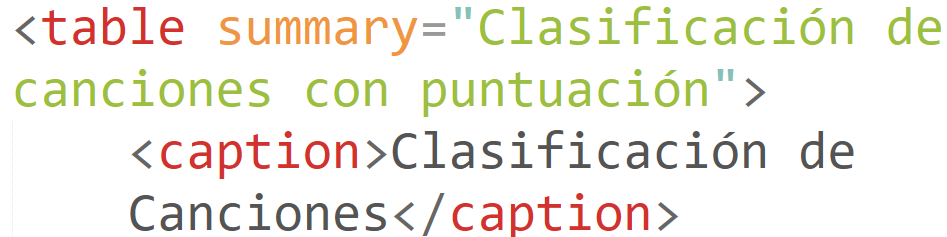 <table summary="Clasificación de
canciones con puntuación">
<caption>Clasificación de
Canciones</caption>